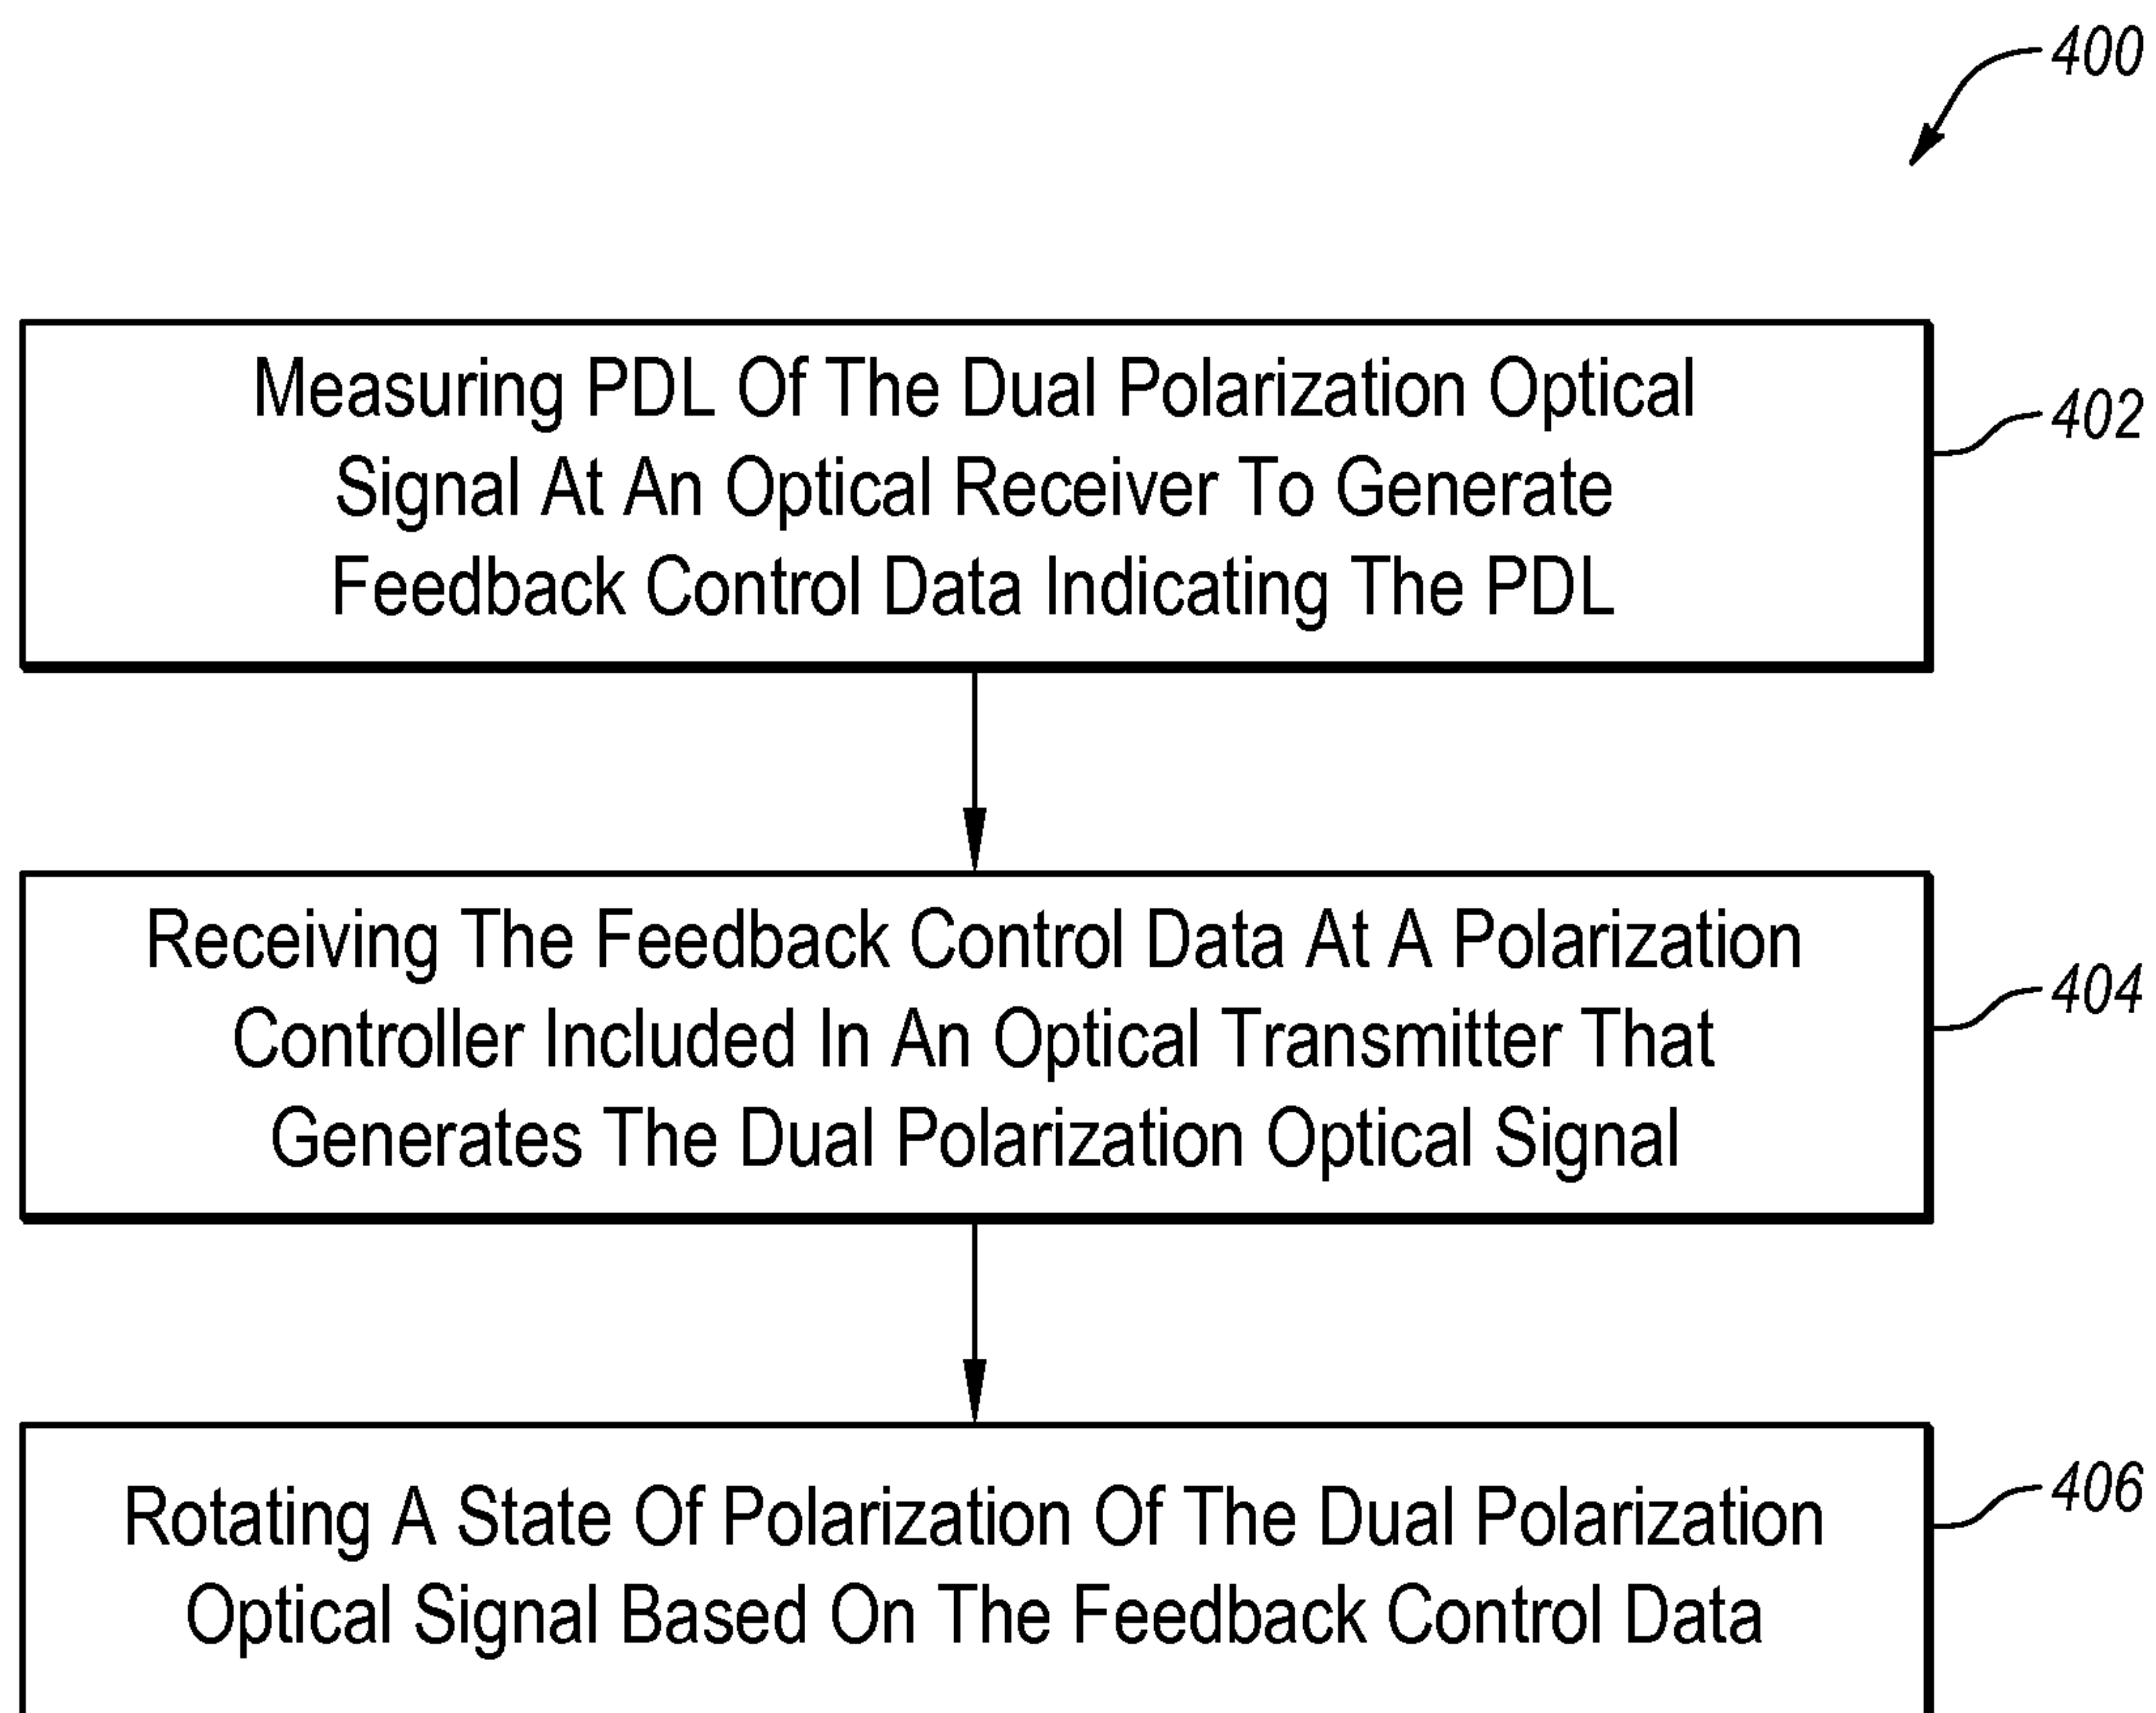 400
Measuring PDL Of The Dual Polarization Optical
Signal At An Optical Receiver To Generate
Feedback Control Data Indicating The PDL
402
Receiving The Feedback Control Data At A Polarization
Controller Included In An Optical Transmitter That
Generates The Dual Polarization Optical Signal
404
Rotating A State Of Polarization Of The Dual Polarization
Optical Signal Based On The Feedback Control Data
406